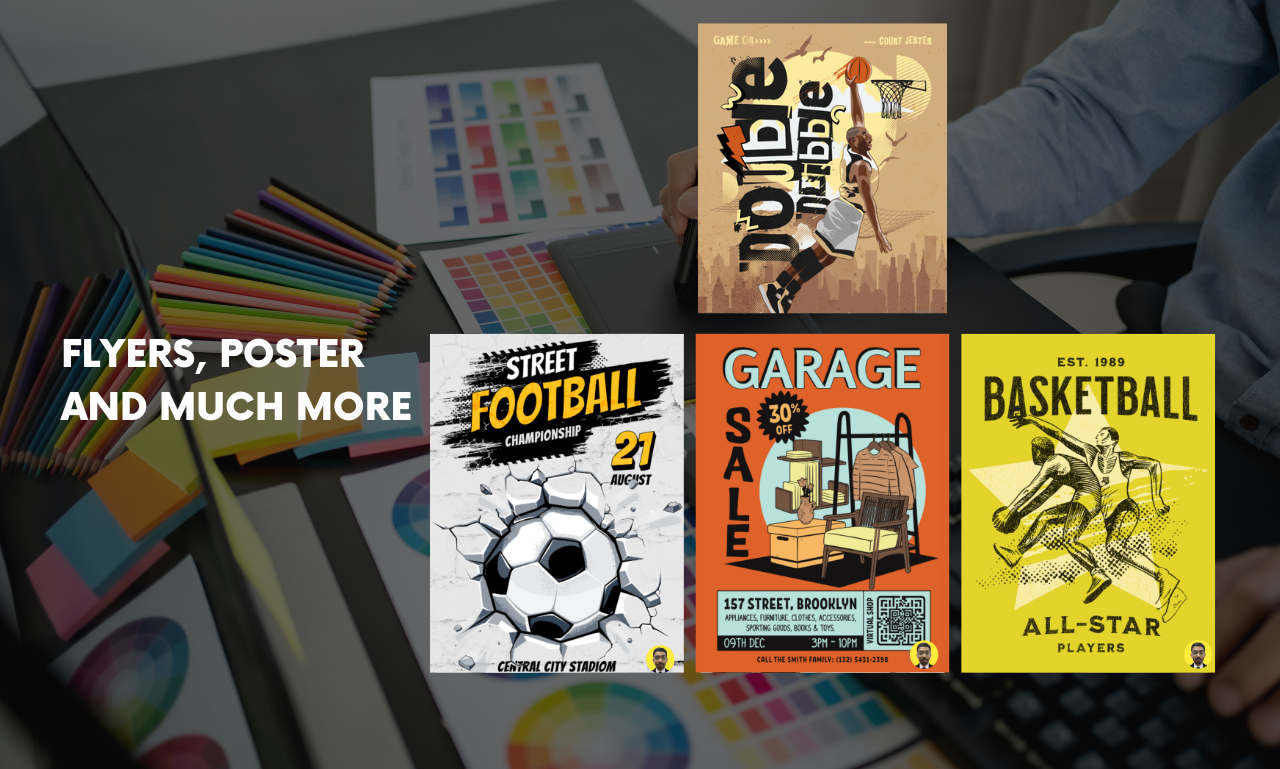 FLYERS, POSTER
AND MUCH MORE
GAME ON >>>>
--- COURT JESTER
Double
Dribble
STREET
FOOTBALL
CHAMPIONSHIP
21
AUGUST
CENTRAL CITY STADIOM
GARAGE
SALE
30%
OFF
157 STREET, BROOKLYN
APPLIANCES, FURNITURE, CLOTHES, ACCESSORIES,
SPORTING GOODS, BOOKS & TOYS.
09TH DEC 3PM - 10PM
VIRTUAL SHOP
CALL THE SMITH FAMILY: (132) 5431-2398
EST. 1989
BASKETBALL
ALL-STAR
PLAYERS